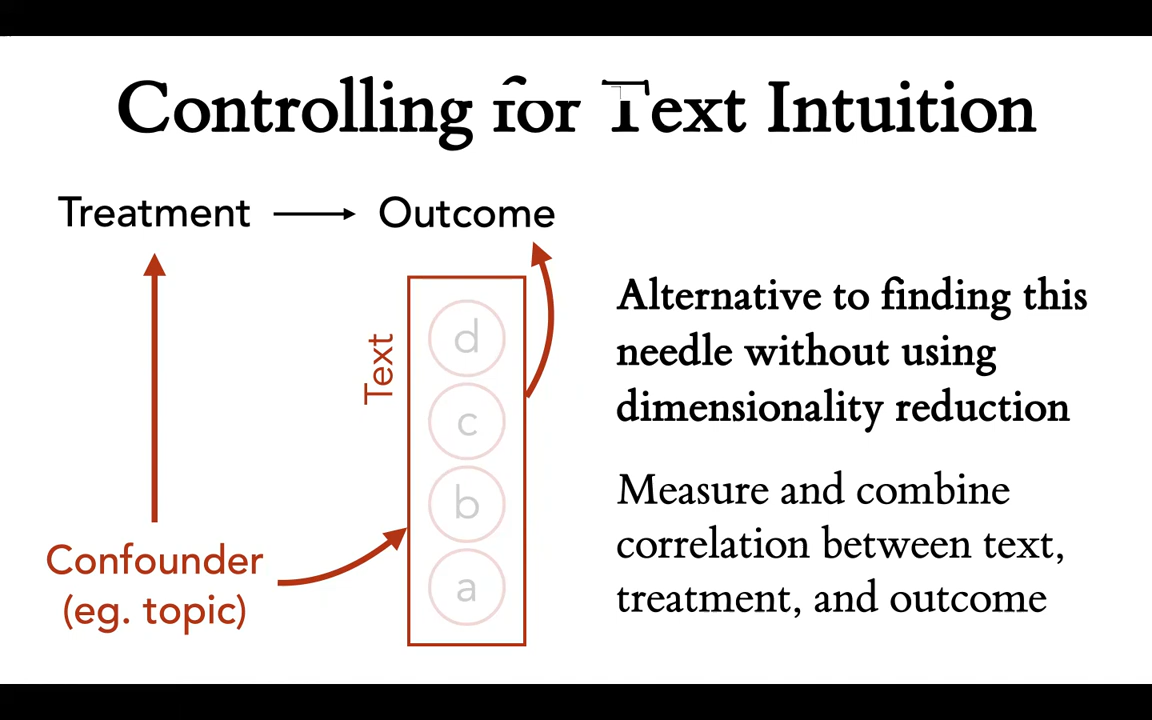 Controlling for Text Intuition
Treatment
Outcome
Text
d
c
b
a
Confounder
(eg. topic)
Alternative to finding this
needle without using
dimensionality reduction
Measure and combine
correlation between text,
treatment, and outcome